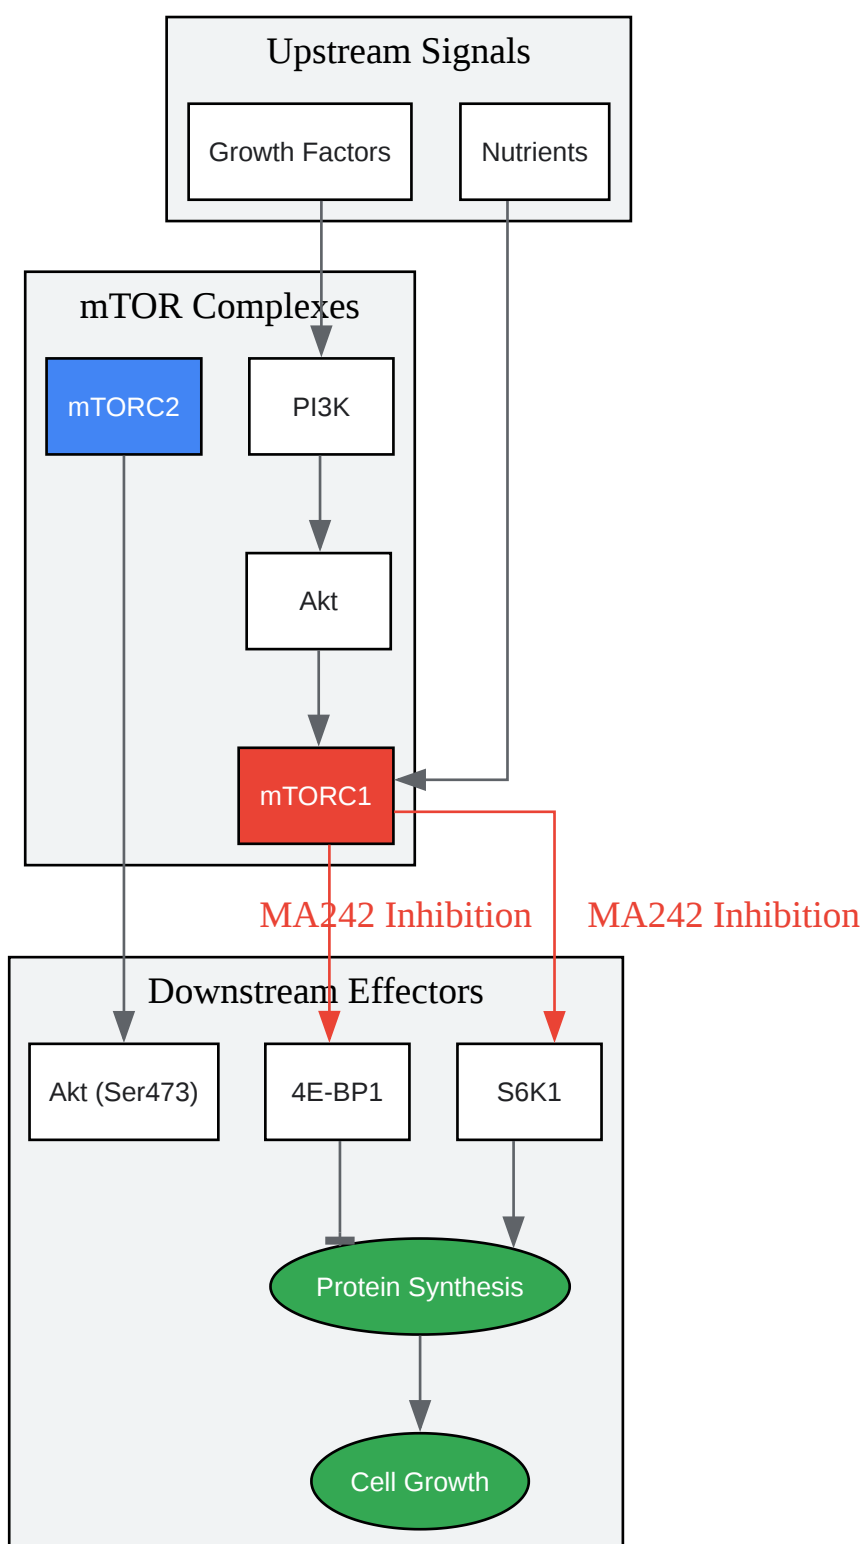 Upstream Signals
Growth Factors
Nutrients
mTOR Complexes
mTORC2
PI3K
Akt
mTORC1
MA242 Inhibition
MA242 Inhibition
Downstream Effectors
Akt (Ser473)
4E-BP1
S6K1
Protein Synthesis
Cell Growth